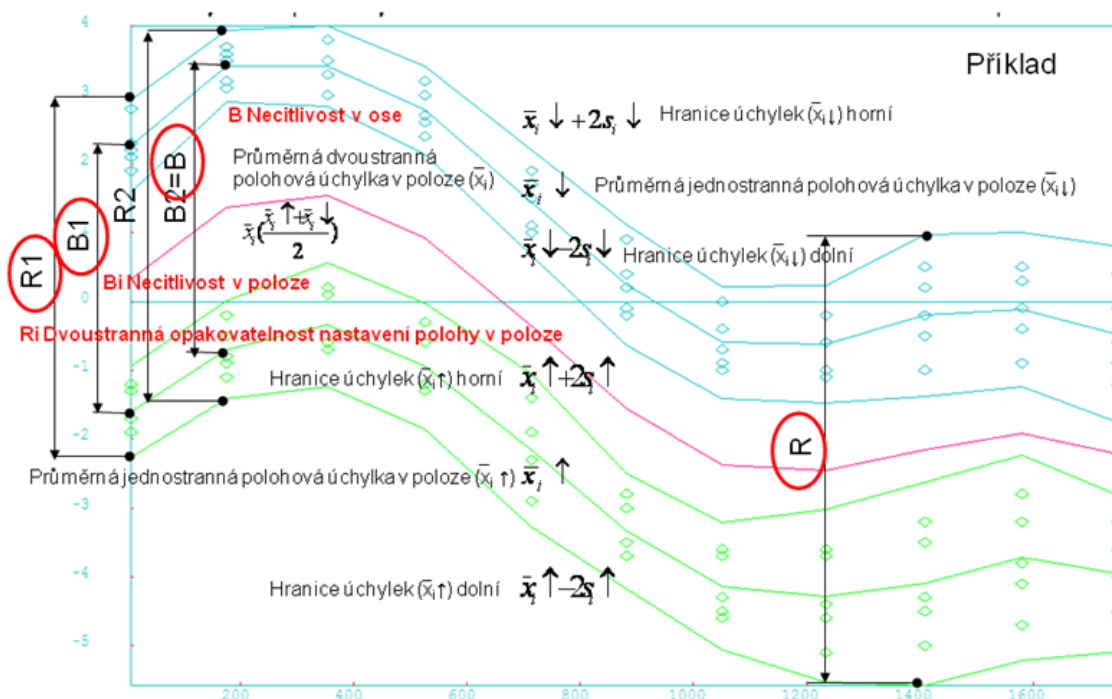 4
3
2
1
0
-1
-2
-3
-4
-5
200
400
600
800
1000
1200
1400
1600
Příklad
R1
B1
R2
B2=B
R
B Necitlivost v ose
Průměrná dvoustranná
polohová úchylka v poloze (x̄ᵢ)
x̄ᵢ(x̄ᵢ↑+x̄ᵢ↓/2)
Bi Necitlivost v poloze
Ri Dvoustranná opakovatelnost nastavení polohy v poloze
x̄ᵢ↓+2sᵢ↓ Hranice úchylek (x̄ᵢ↓) horní
x̄ᵢ↓ Průměrná jednostranná polohová úchylka v poloze (x̄ᵢ↓)
x̄ᵢ↓-2sᵢ↓ Hranice úchylek (x̄ᵢ↓) dolní
Hranice úchylek (x̄ᵢ↑) horní x̄ᵢ↑+2sᵢ↑
Průměrná jednostranná polohová úchylka v poloze (x̄ᵢ↑) x̄ᵢ↑
Hranice úchylek (x̄ᵢ↑) dolní x̄ᵢ↑-2sᵢ↑